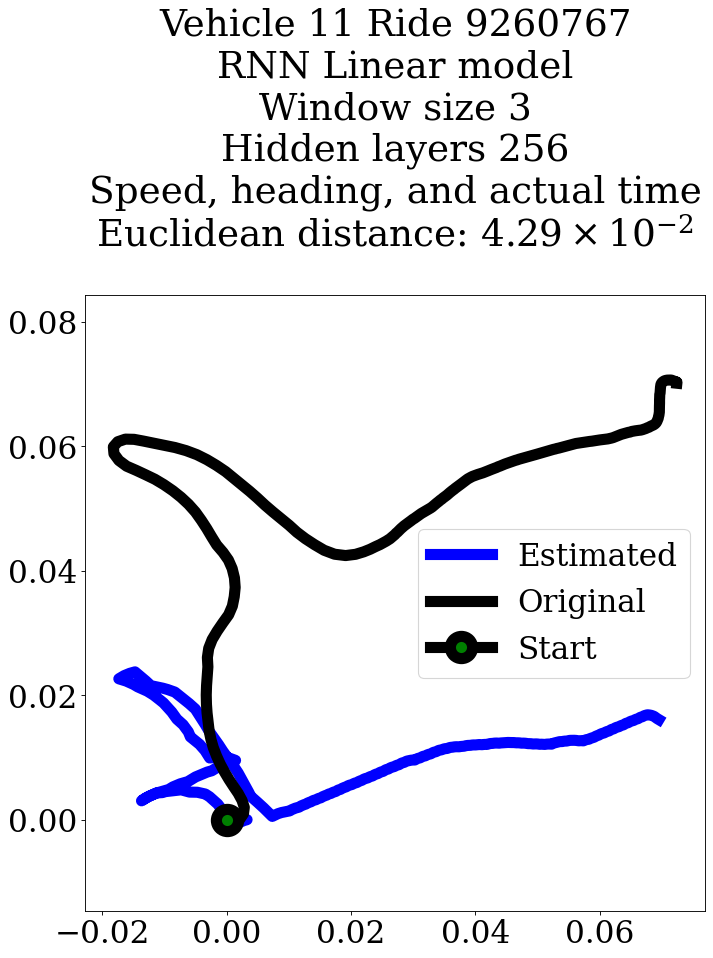 Vehicle 11 Ride 9260767
RNN Linear model
Window size 3
Hidden layers 256
Speed, heading, and actual time
Euclidean distance: 4.29 × 10⁻²
0.08
0.06
0.04
0.02
0.00
Estimated
Original
Start
−0.02 0.00 0.02 0.04 0.06